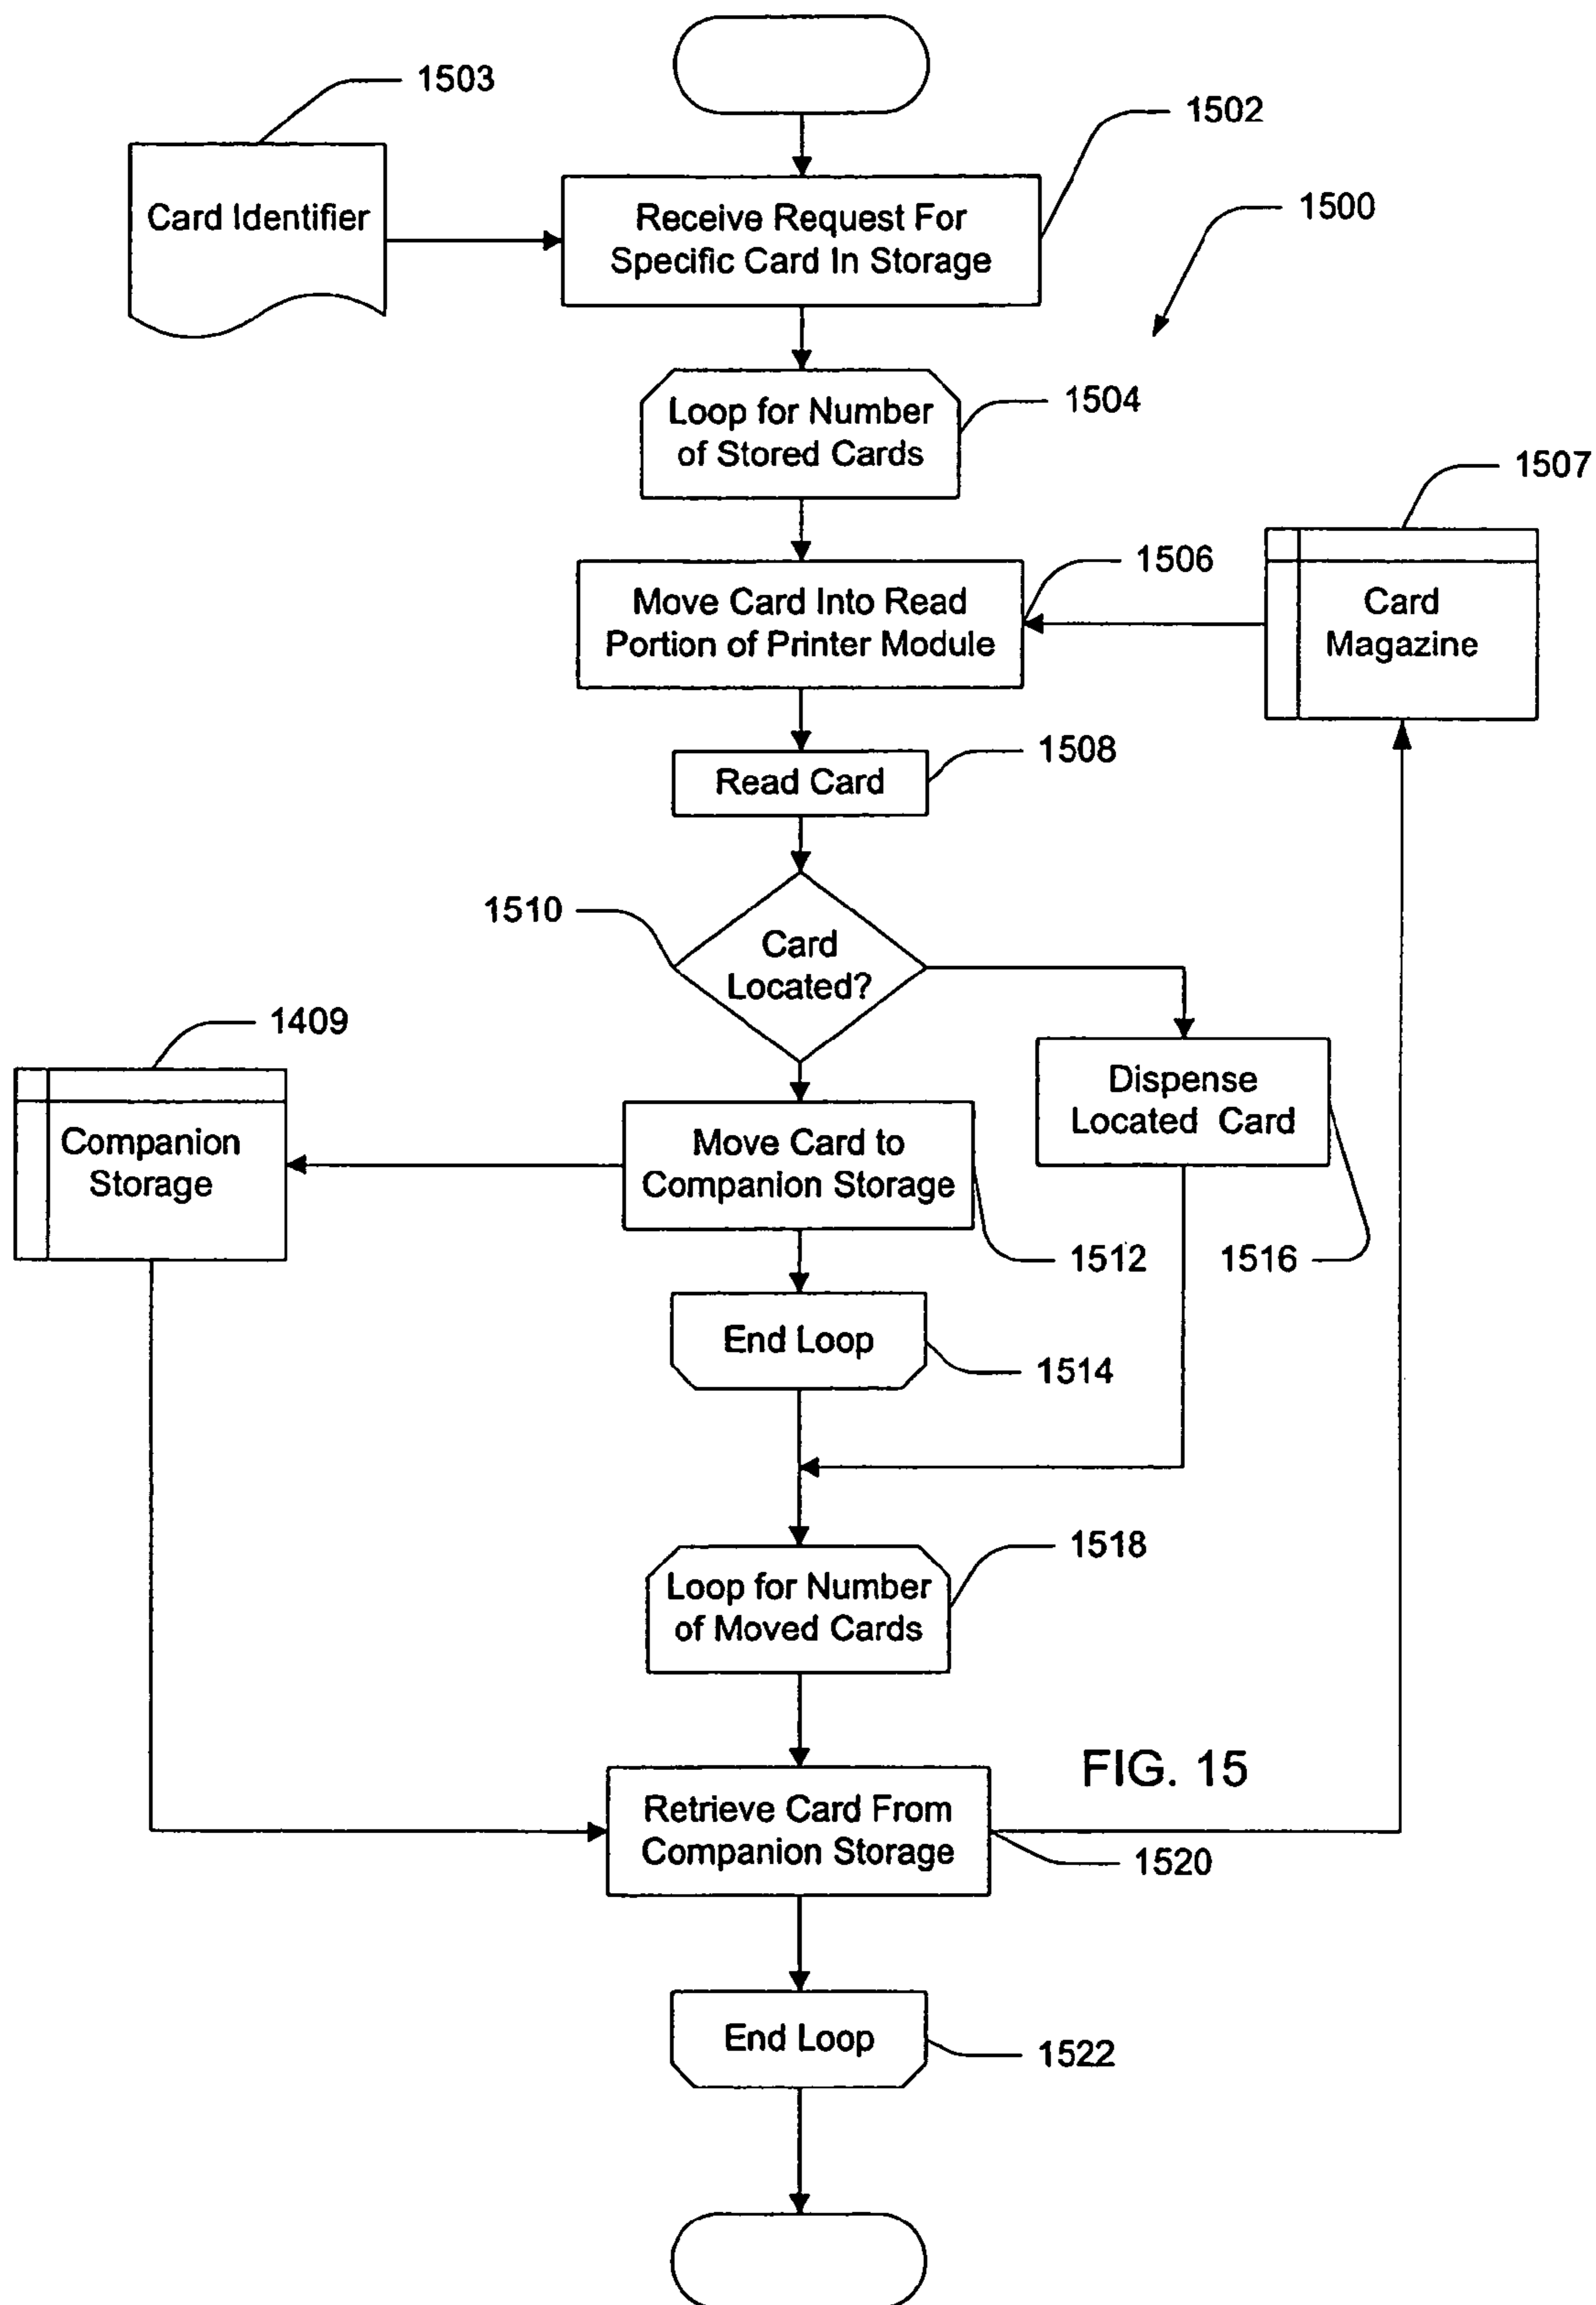 1503
1502
Card Identifier
Receive Request For
Specific Card In Storage
1500
Loop for Number
of Stored Cards
1504
1507
1506
Move Card Into Read
Portion of Printer Module
Card
Magazine
1508
Read Card
1510
Card
Located?
1409
Dispense
Located Card
Companion
Storage
Move Card to
Companion Storage
1512
1516
End Loop
1514
1518
Loop for Number
of Moved Cards
FIG. 15
Retrieve Card From
Companion Storage
1520
End Loop
1522